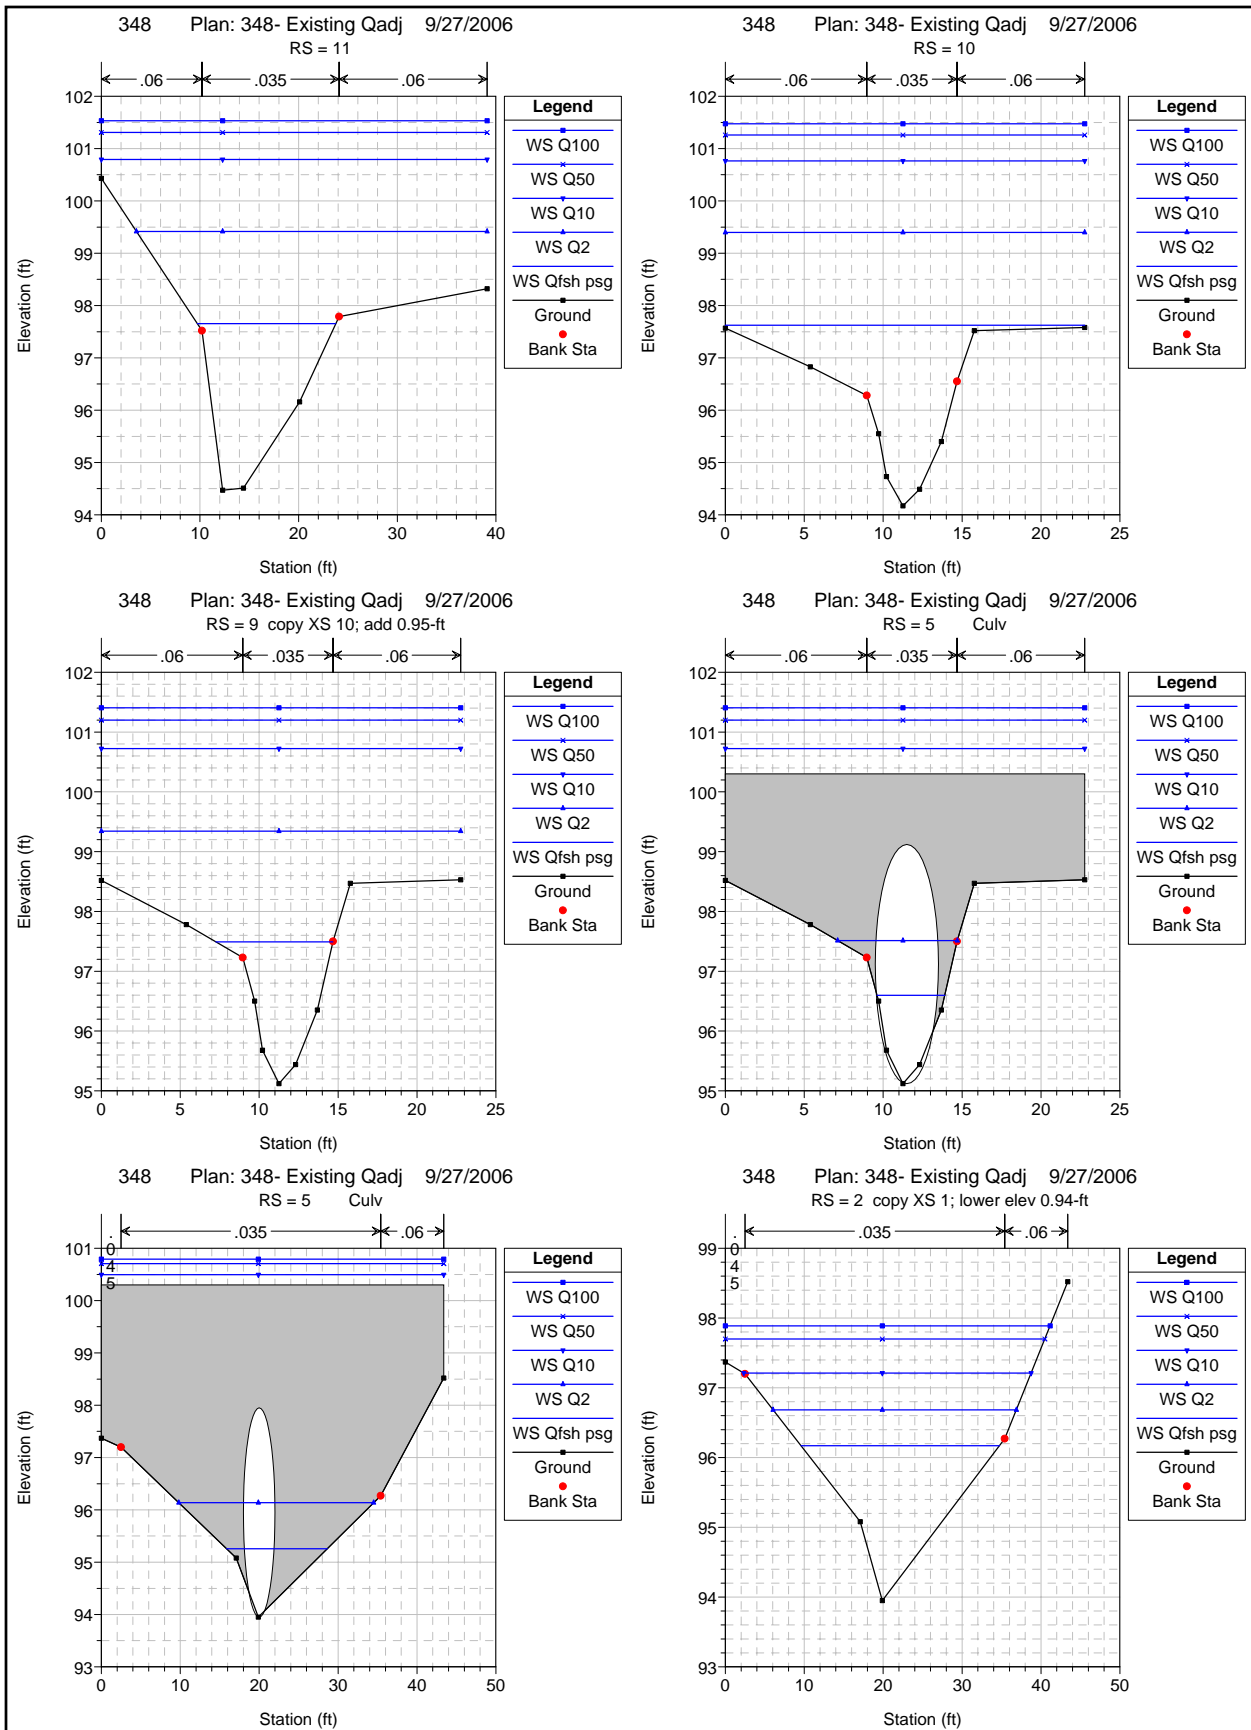 348 Plan: 348- Existing Qadj 9/27/2006
RS = 11
.06 .035 .06
102
101
100
99
98
97
96
95
94
0 10 20 30 40
Station (ft)
Elevation (ft)
Legend
WS Q100
WS Q50
WS Q10
WS Q2
WS Qfsh psg
Ground
Bank Sta
348 Plan: 348- Existing Qadj 9/27/2006
RS = 10
.06 .035 .06
102
101
100
99
98
97
96
95
94
0 5 10 15 20 25
Station (ft)
Elevation (ft)
Legend
WS Q100
WS Q50
WS Q10
WS Q2
WS Qfsh psg
Ground
Bank Sta
348 Plan: 348- Existing Qadj 9/27/2006
RS = 9 copy XS 10; add 0.95-ft
.06 .035 .06
102
101
100
99
98
97
96
95
0 5 10 15 20 25
Station (ft)
Elevation (ft)
Legend
WS Q100
WS Q50
WS Q10
WS Q2
WS Qfsh psg
Ground
Bank Sta
348 Plan: 348- Existing Qadj 9/27/2006
RS = 5 Culv
.06 .035 .06
102
101
100
99
98
97
96
95
0 5 10 15 20 25
Station (ft)
Elevation (ft)
Legend
WS Q100
WS Q50
WS Q10
WS Q2
WS Qfsh psg
Ground
Bank Sta
348 Plan: 348- Existing Qadj 9/27/2006
RS = 5 Culv
.045 .035 .06
101
100
99
98
97
96
95
94
93
0 10 20 30 40 50
Station (ft)
Elevation (ft)
Legend
WS Q100
WS Q50
WS Q10
WS Q2
WS Qfsh psg
Ground
Bank Sta
348 Plan: 348- Existing Qadj 9/27/2006
RS = 2 copy XS 1; lower elev 0.94-ft
.045 .035 .06
99
98
97
96
95
94
93
0 10 20 30 40 50
Station (ft)
Elevation (ft)
Legend
WS Q100
WS Q50
WS Q10
WS Q2
WS Qfsh psg
Ground
Bank Sta